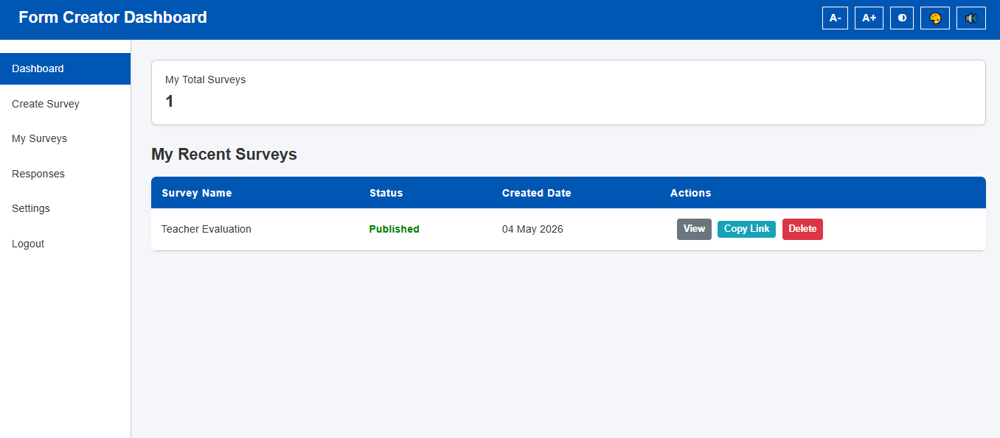 Form Creator Dashboard
A-
A+
Dashboard
Create Survey
My Surveys
Responses
Settings
Logout
My Total Surveys
1
My Recent Surveys
Survey Name Status Created Date Actions
Teacher Evaluation Published 04 May 2026 View Copy Link Delete